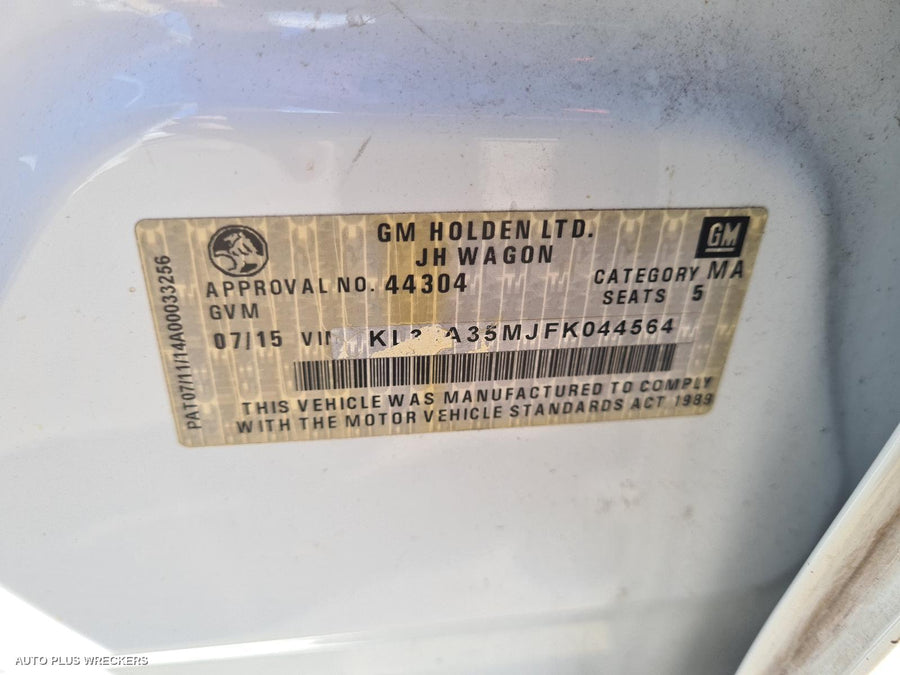 GM HOLDEN LTD.
JH WAGON
GM
APPROVAL NO. 44304
CATEGORY MA
GVM
SEATS 5
07/15 A35MJFK044564
THIS VEHICLE WAS MANUFACTURED TO COMPLY
WITH THE MOTOR VEHICLE STANDARDS ACT 1989
PAT07/11/14A00033256
AUTO PLUS WRECKERS